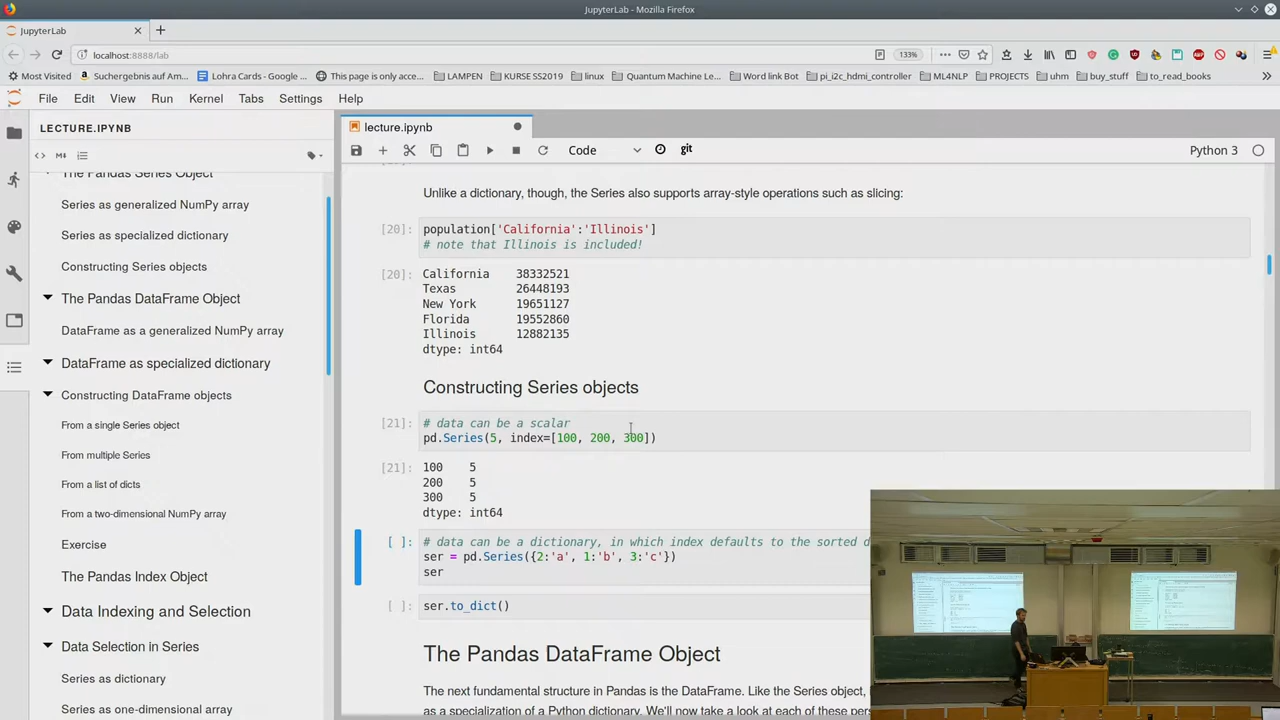 JupyterLab - Mozilla Firefox
JupyterLab
localhost:8888/lab
133%
Most Visited
Suchergebnis auf Am...
Lohra Cards - Google ...
This page is only acce...
LAMPEN
KURSE SS2019
linux
Quantum Machine Le...
Word link Bot
pi_i2c_hdmi_controller
ML4NLP
PROJECTS
uhm
buy_stuff
to_read_books
File Edit View Run Kernel Tabs Settings Help
LECTURE.IPYNB
The Pandas Series Object
Series as generalized NumPy array
Series as specialized dictionary
Constructing Series objects
The Pandas DataFrame Object
DataFrame as a generalized NumPy array
DataFrame as specialized dictionary
Constructing DataFrame objects
From a single Series object
From multiple Series
From a list of dicts
From a two-dimensional NumPy array
Exercise
The Pandas Index Object
Data Indexing and Selection
Data Selection in Series
Series as dictionary
Series as one-dimensional array
lecture.ipynb
Code
git
Python 3
Unlike a dictionary, though, the Series also supports array-style operations such as slicing:
[20]: population['California':'Illinois']
# note that Illinois is included!
[20]: California 38332521
Texas 26448193
New York 19651127
Florida 19552860
Illinois 12882135
dtype: int64
Constructing Series objects
[21]: # data can be a scalar
pd.Series(5, index=[100, 200, 300])
[21]: 100 5
200 5
300 5
dtype: int64
[ ]: # data can be a dictionary, in which index defaults to the sorted d
ser = pd.Series({2:'a', 1:'b', 3:'c'})
ser
[ ]: ser.to_dict()
The Pandas DataFrame Object
The next fundamental structure in Pandas is the DataFrame. Like the Series object,
as a specialization of a Python dictionary. We'll now take a look at each of these pers